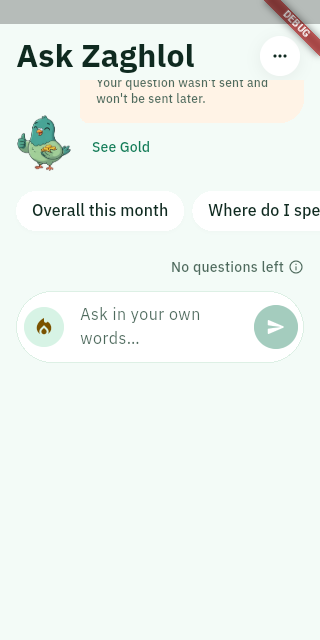 DEBUG
Ask Zaghlol
Your question wasn't sent and
won't be sent later.
See Gold
Overall this month
Where do I spe
No questions left
Ask in your own
words...